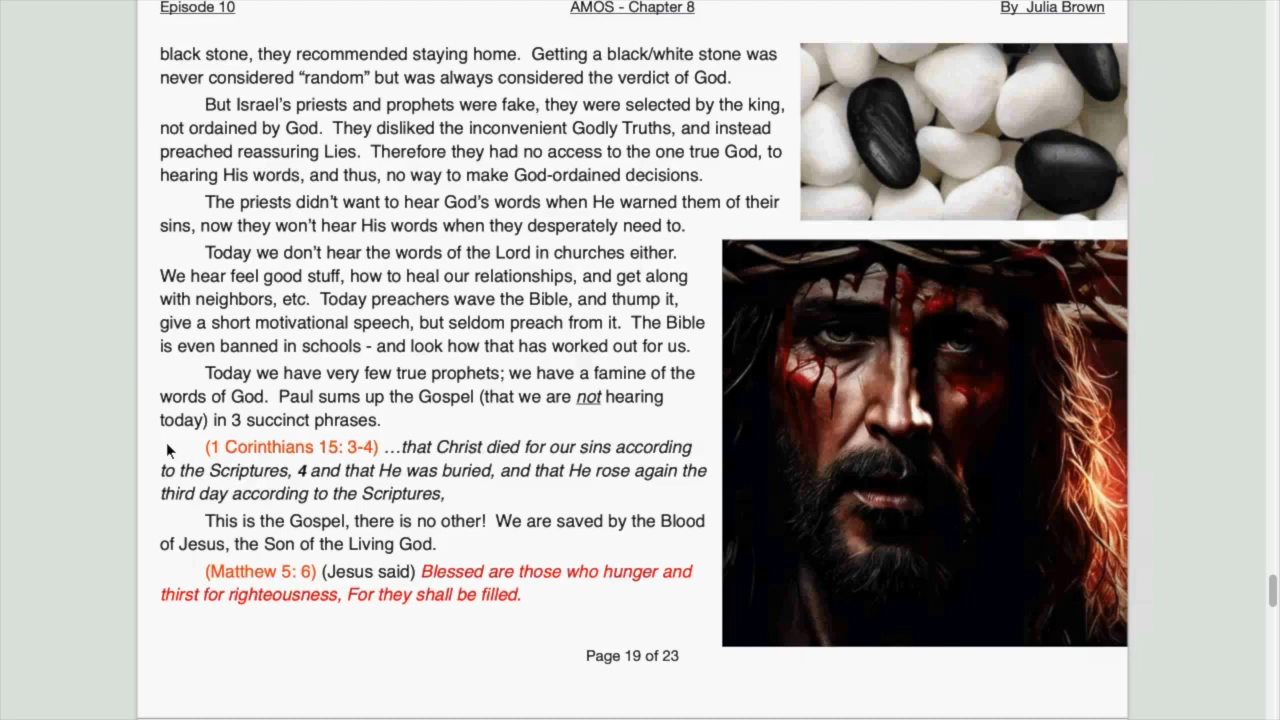 Episode 10 AMOS - Chapter 8 By Julia Brown
black stone, they recommended staying home. Getting a black/white stone was
never considered “random” but was always considered the verdict of God.
But Israel’s priests and prophets were fake, they were selected by the king,
not ordained by God. They disliked the inconvenient Godly Truths, and instead
preached reassuring Lies. Therefore they had no access to the one true God, to
hearing His words, and thus, no way to make God-ordained decisions.
The priests didn’t want to hear God’s words when He warned them of their
sins, now they won’t hear His words when they desperately need to.
Today we don’t hear the words of the Lord in churches either.
We hear feel good stuff, how to heal our relationships, and get along
with neighbors, etc. Today preachers wave the Bible, and thump it,
give a short motivational speech, but seldom preach from it. The Bible
is even banned in schools - and look how that has worked out for us.
Today we have very few true prophets; we have a famine of the
words of God. Paul sums up the Gospel (that we are not hearing
today) in 3 succinct phrases.
(1 Corinthians 15: 3-4) …that Christ died for our sins according
to the Scriptures, 4 and that He was buried, and that He rose again the
third day according to the Scriptures,
This is the Gospel, there is no other! We are saved by the Blood
of Jesus, the Son of the Living God.
(Matthew 5: 6) (Jesus said) Blessed are those who hunger and
thirst for righteousness, For they shall be filled.
Page 19 of 23